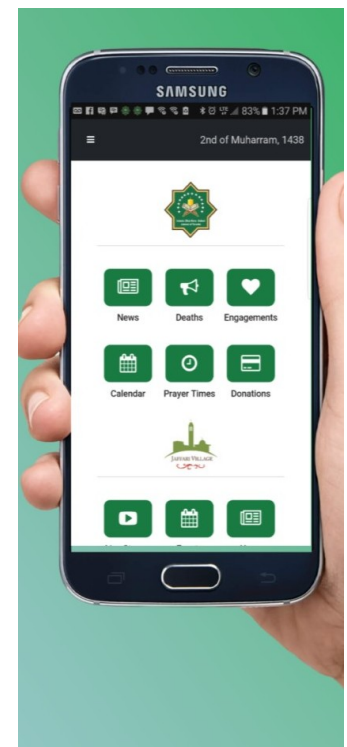 SAMSUNG
83% 1:37 PM
2nd of Muharram, 1438
News
Deaths
Engagements
Calendar
Prayer Times
Donations
JAFFARI VILLAGE